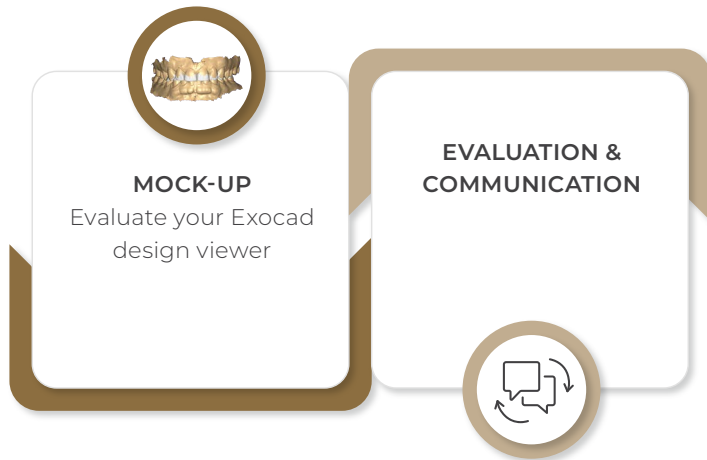 MOCK-UP
Evaluate your Exocad
design viewer
EVALUATION &
COMMUNICATION